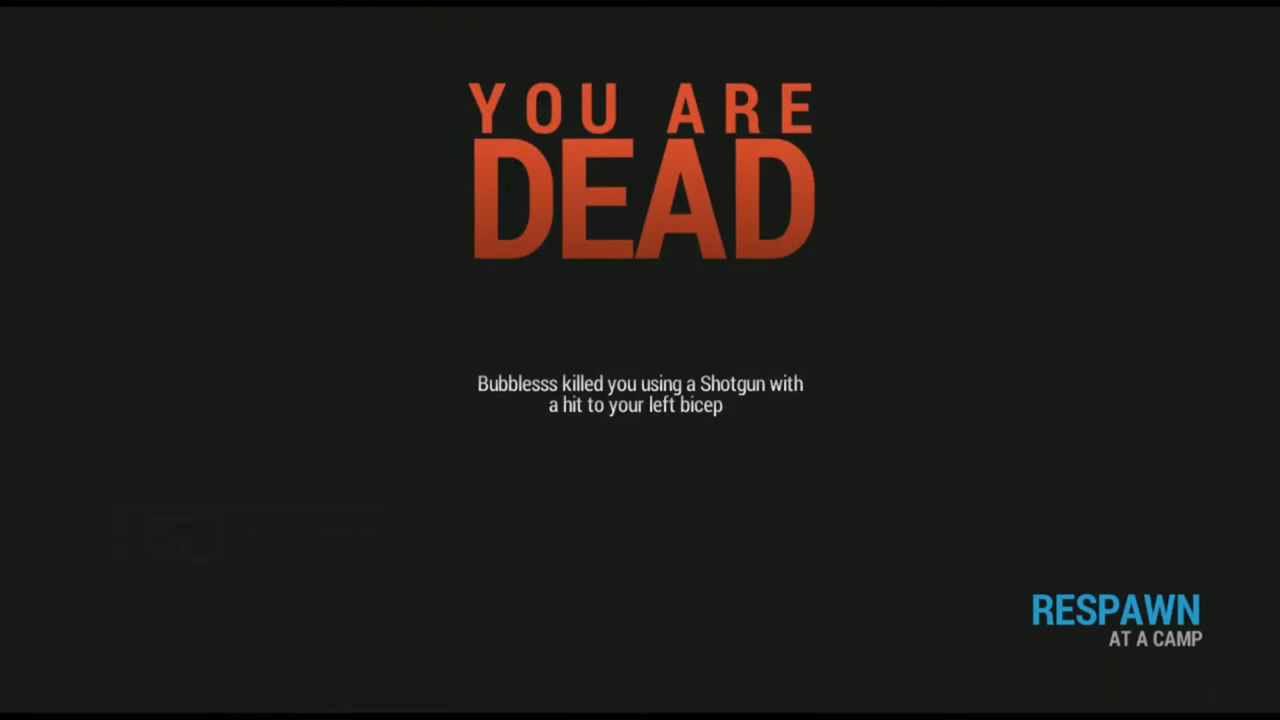 YOU ARE
DEAD
Bubblesss killed you using a Shotgun with
a hit to your left bicep
RESPAWN
AT A CAMP